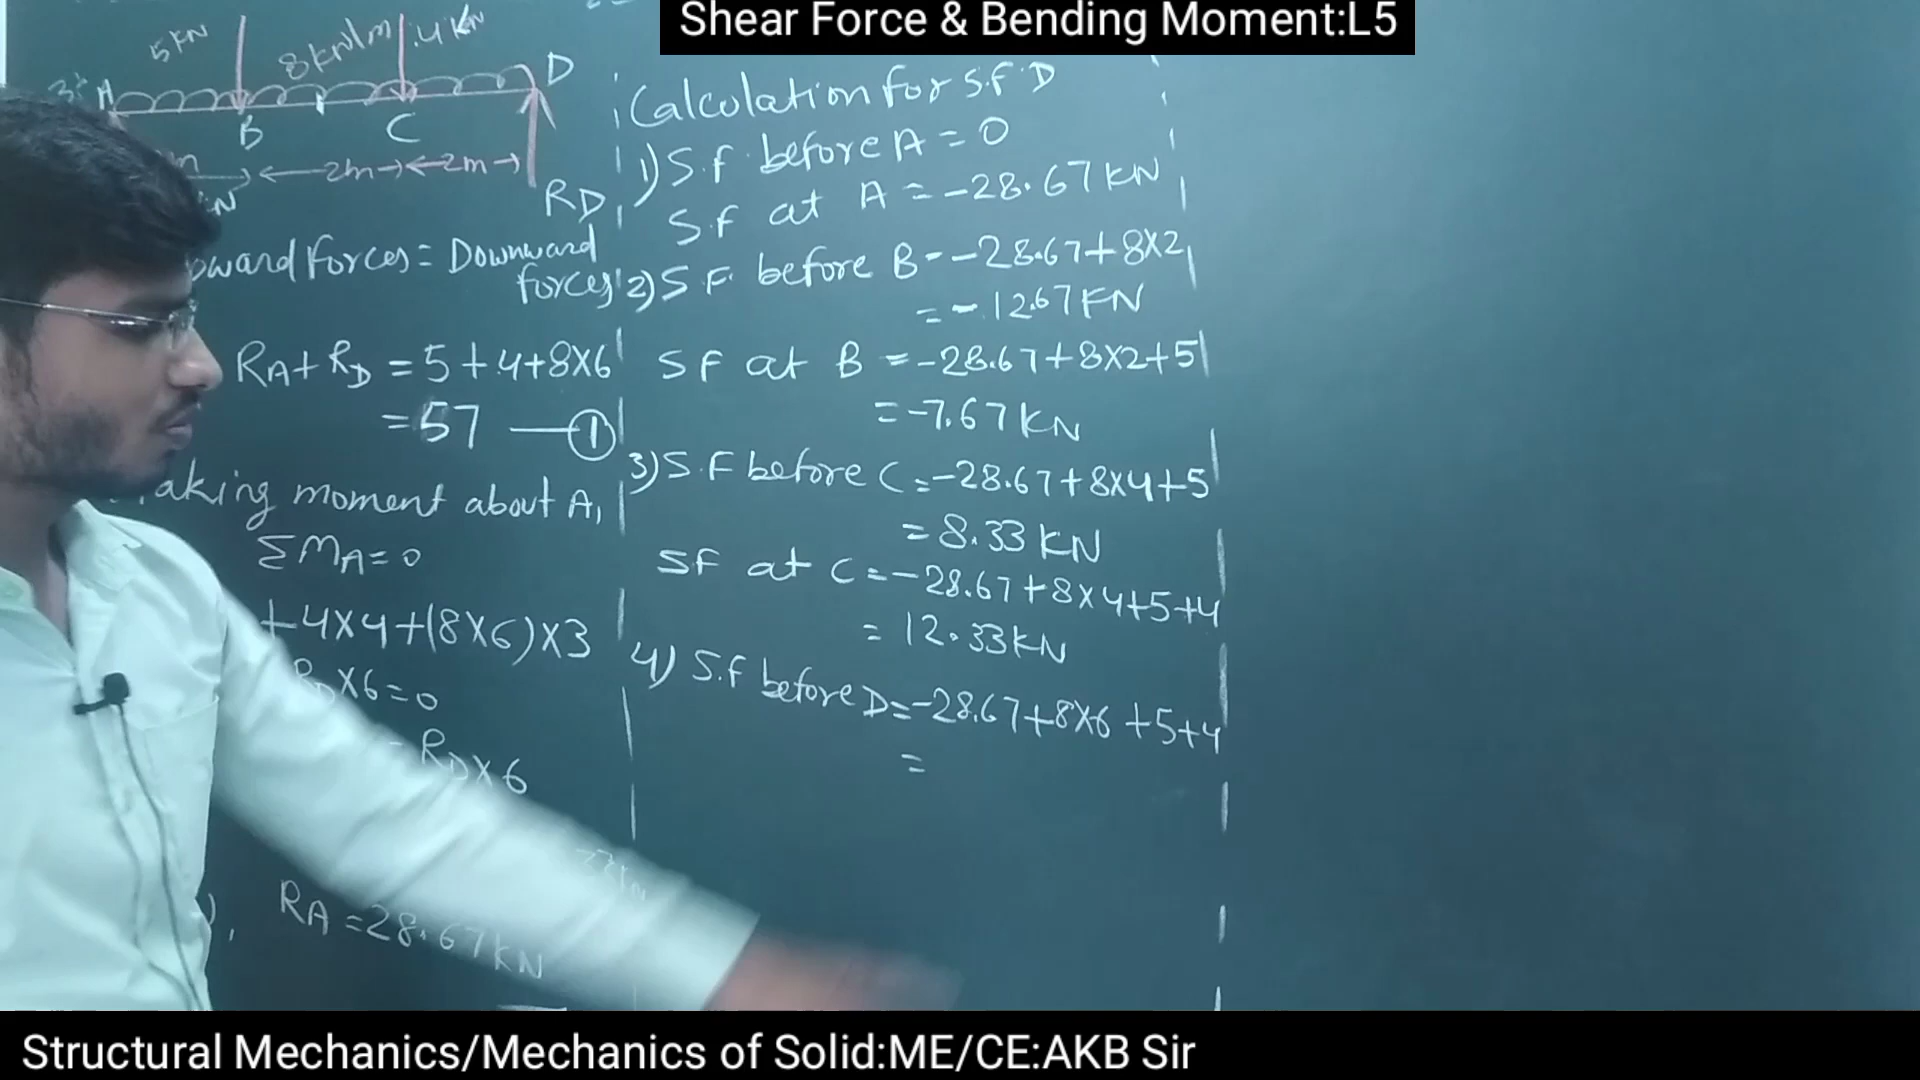 Shear Force & Bending Moment:L5
5KN
8KN/m
4KN
A
D
B
C
m
2m
2m
N
RD
ward forces = Downward
forces
RA + RD = 5 + 4 + 8X6
= 57 — 1
aking moment about A,
ΣMA = 0
+ 4X4 + (8X6)X3
X6 = 0
RDX6
RA = 28.67KN
Calculation for S.F.D
1) S.F. before A = 0
S.F at A = -28.67KN
2) S.F. before B = -28.67 + 8X2
= -12.67KN
SF at B = -28.67 + 8X2 + 5
= -7.67KN
3) S.F before C = -28.67 + 8X4 + 5
= 8.33KN
S.F at C = -28.67 + 8X4 + 5 + 4
= 12.33KN
4) S.F before D = -28.67 + 8X6 + 5 + 4
=
Structural Mechanics/Mechanics of Solid:ME/CE:AKB Sir